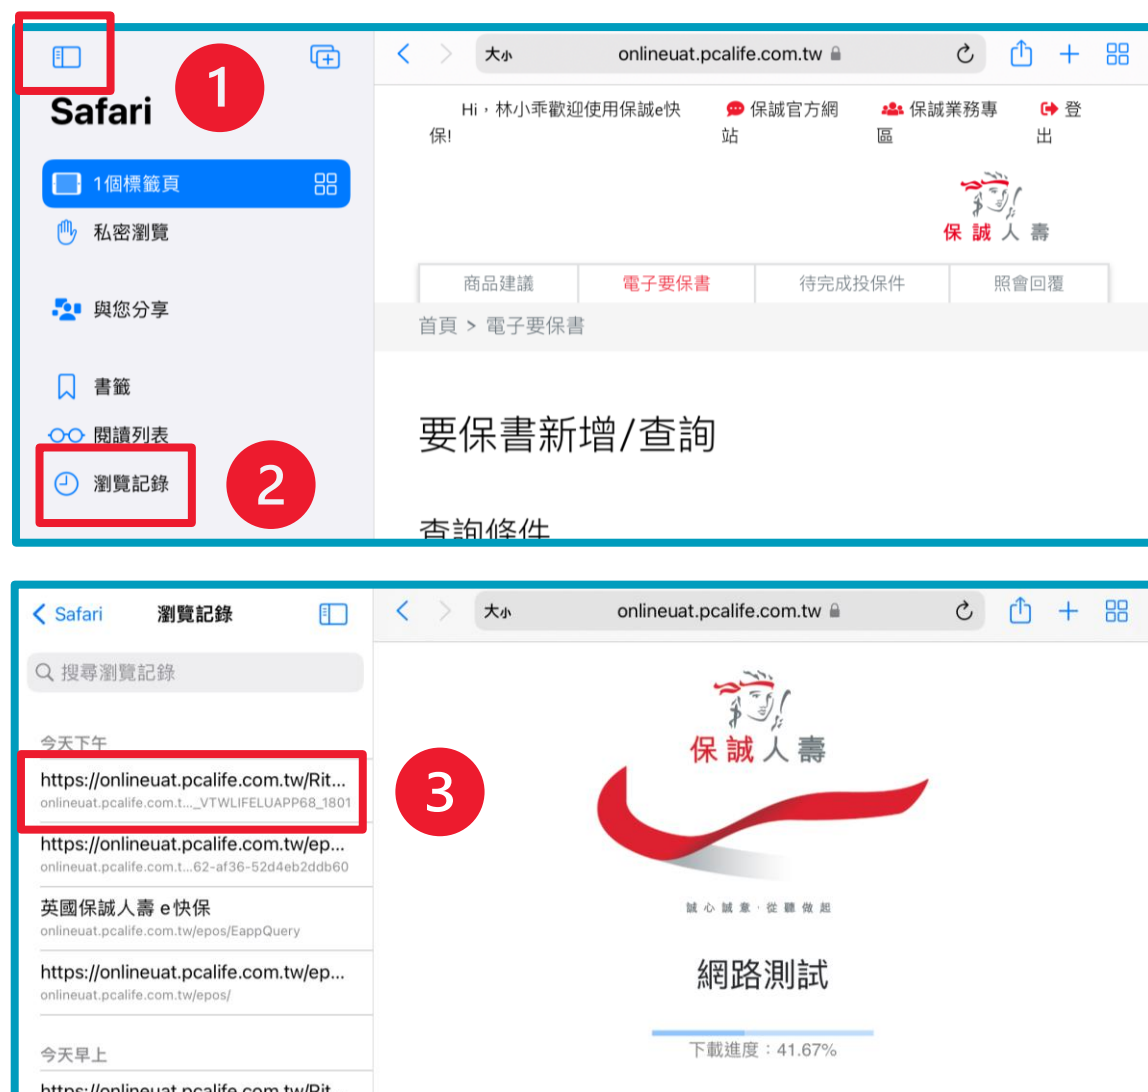 1
Safari
1個標籤頁
私密瀏覽
與您分享
書籤
閱讀列表
瀏覽記錄
2
大小
onlineuat.pcalife.com.tw
Hi，林小乖歡迎使用保誠e快
保!
保誠官方網
站
保誠業務專
區
登
出
保誠人壽
商品建議
電子要保書
待完成投保件
照會回覆
首頁 > 電子要保書
要保書新增/查詢
查詢條件
Safari
瀏覽記錄
搜尋瀏覽記錄
今天下午
https://onlineuat.pcalife.com.tw/Rit...
onlineuat.pcalife.com.t..._VTWLIFELUAPP68_1801
3
https://onlineuat.pcalife.com.tw/ep...
onlineuat.pcalife.com.t...62-af36-52d4eb2ddb60
英國保誠人壽 e快保
onlineuat.pcalife.com.tw/epos/EappQuery
https://onlineuat.pcalife.com.tw/ep...
onlineuat.pcalife.com.tw/epos/
今天早上
https://onlineuat.pcalife.com.tw/Rit...
大小
onlineuat.pcalife.com.tw
保誠人壽
誠心誠意·從聽做起
網路測試
下載進度：41.67%